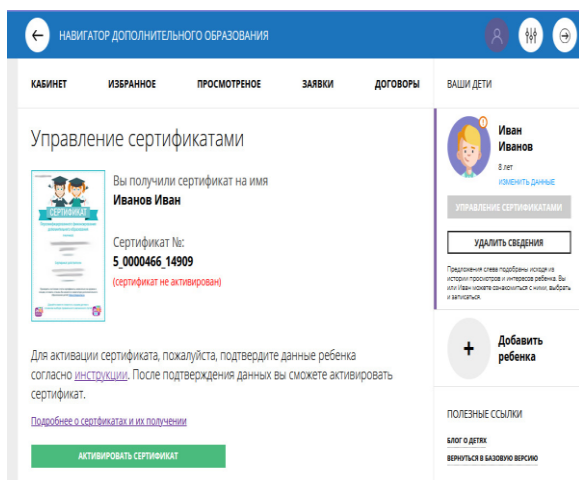 НАВИГАТОР ДОПОЛНИТЕЛЬНОГО ОБРАЗОВАНИЯ
КАБИНЕТ
ИЗБРАННОЕ
ПРОСМОТРЕНОЕ
ЗАЯВКИ
ДОГОВОРЫ
Управление сертификатами
СЕРТИФИКАТ
Вы получили сертификат на имя
Иванов Иван
Сертификат №:
5_0000466_14909
(сертификат не активирован)
Для активации сертификата, пожалуйста, подтвердите данные ребенка
согласно инструкции. После подтверждения данных вы сможете активировать
сертификат.
Подробнее о сертфикатах и их получении
АКТИВИРОВАТЬ СЕРТИФИКАТ
ВАШИ ДЕТИ
Иван
Иванов
8 лет
ИЗМЕНИТЬ ДАННЫЕ
УПРАВЛЕНИЕ СЕРТИФИКАТАМИ
УДАЛИТЬ СВЕДЕНИЯ
Предложения слева подобраны исходя из
истории просмотров и интересов ребенка. Вы
или Иван можете ознакомиться с ними, выбрать
и записаться.
Добавить
ребенка
ПОЛЕЗНЫЕ ССЫЛКИ
БЛОГ О ДЕТЯХ
ВЕРНУТЬСЯ В БАЗОВУЮ ВЕРСИЮ